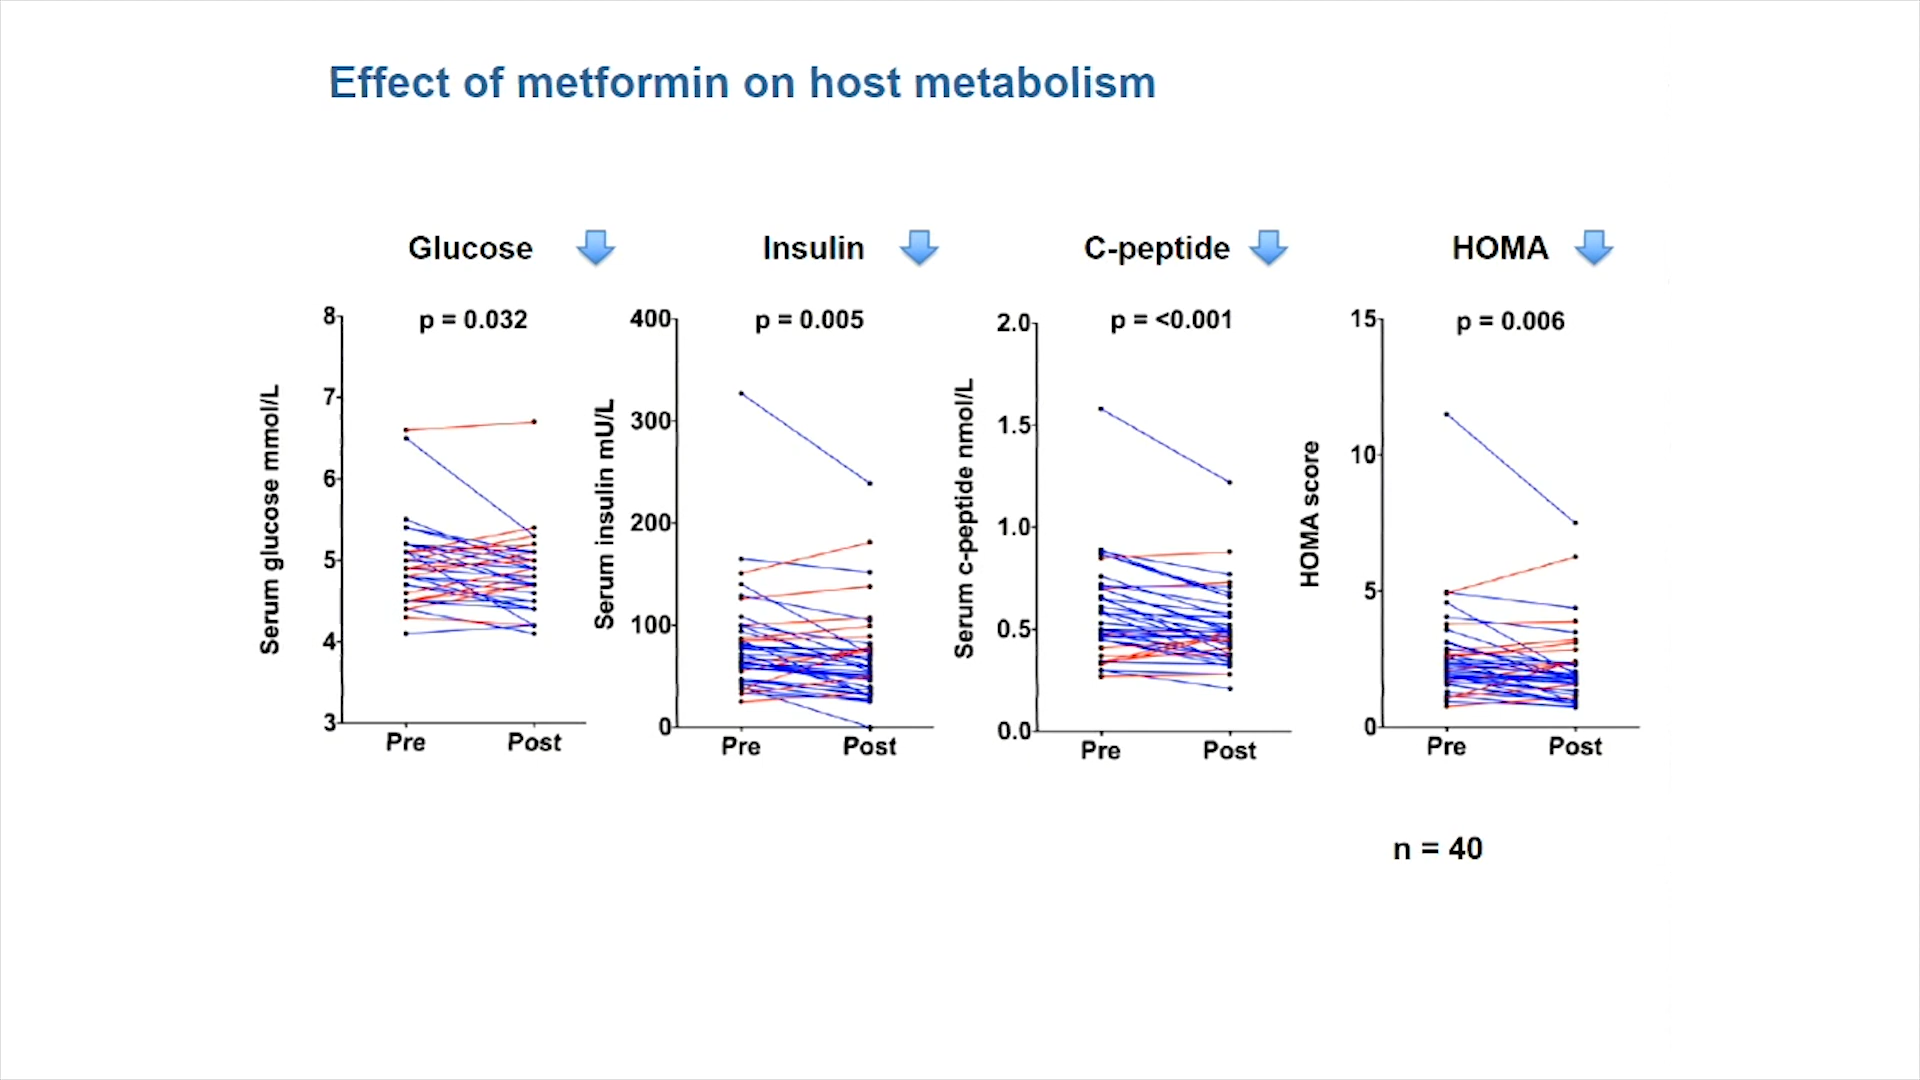 Effect of metformin on host metabolism
Glucose
Insulin
C-peptide
HOMA
p = 0.032
p = 0.005
p = <0.001
p = 0.006
Serum glucose mmol/L
8
7
6
5
4
3
Pre
Post
Serum insulin mU/L
400
300
200
100
0
Pre
Post
Serum c-peptide nmol/L
2.0
1.5
1.0
0.5
0.0
Pre
Post
HOMA score
15
10
5
0
Pre
Post
n = 40